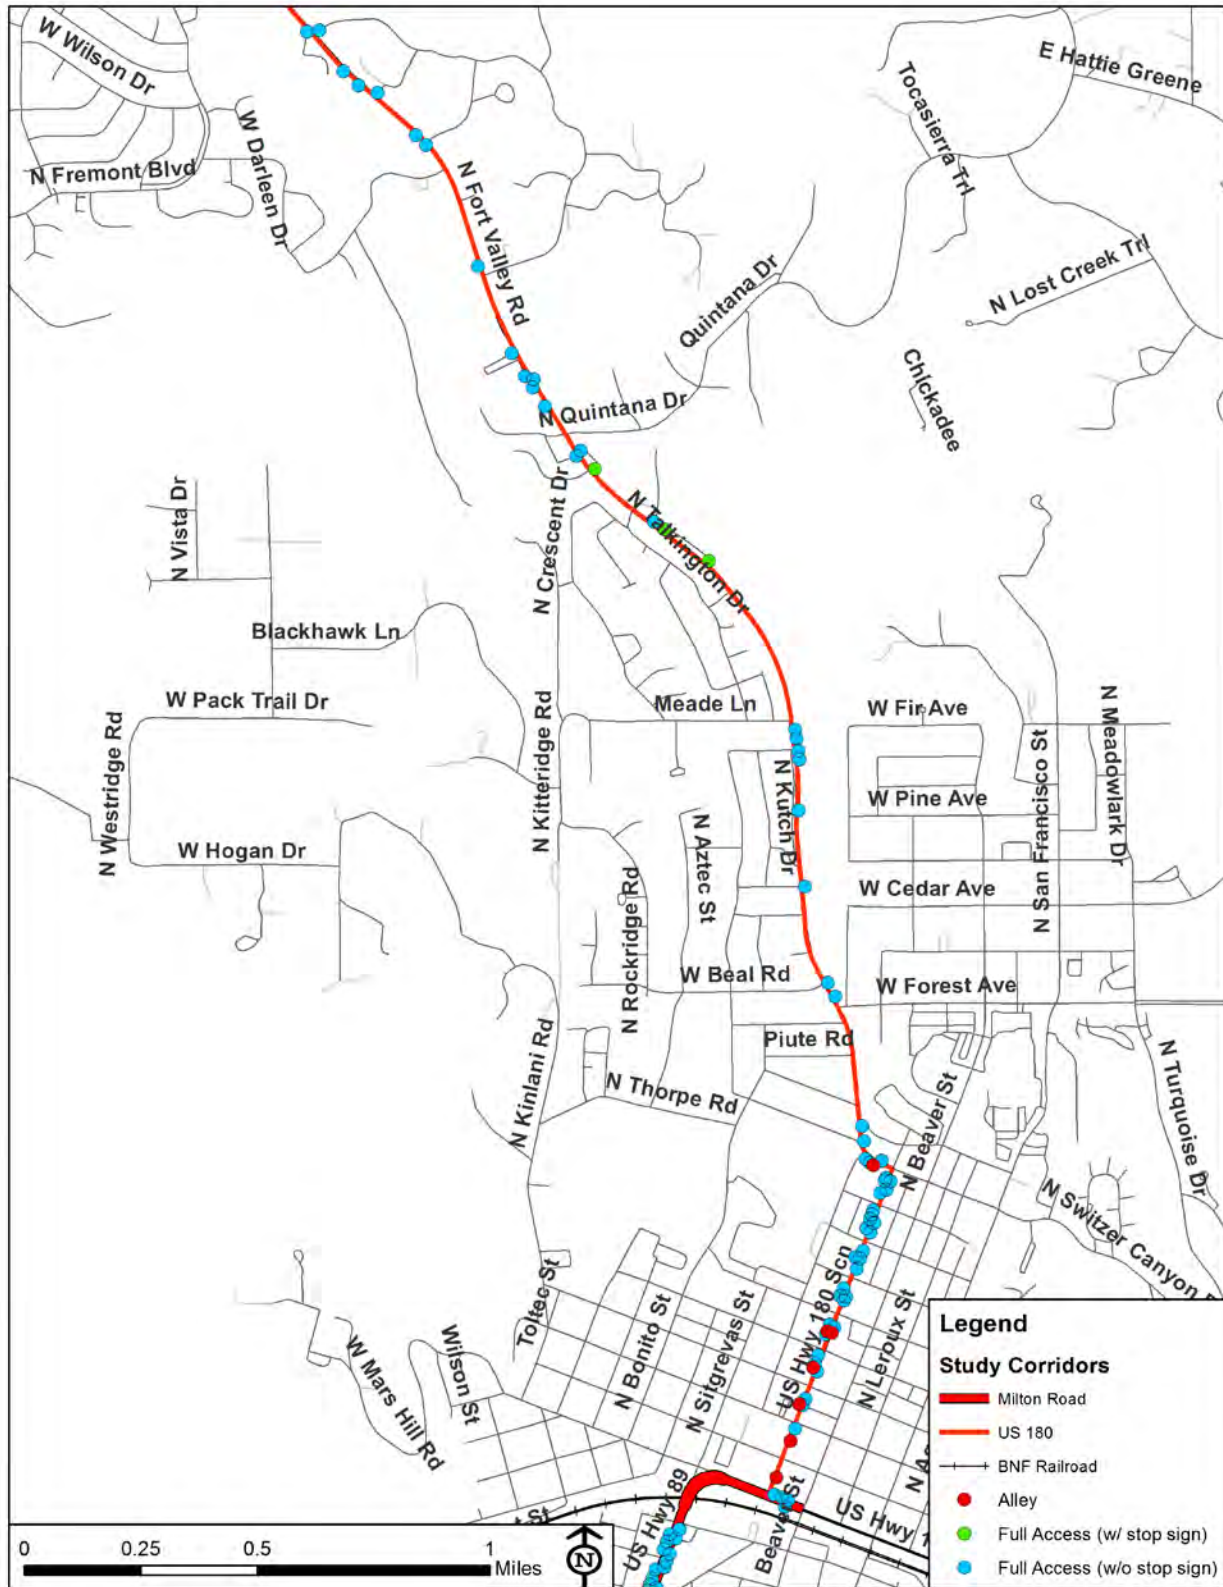 W Wilson Dr
E Hattie Greene
Tocasierra Trl
N Fremont Blvd
W Darleen Dr
N Fort Valley Rd
Quintana Dr
N Lost Creek Trl
Chickadee
N Quintana Dr
N Vista Dr
N Crescent Dr
N Talkington Dr
Blackhawk Ln
W Pack Trail Dr
Meade Ln
W Fir Ave
N Westridge Rd
N Kitteridge Rd
N Kutch Dr
W Pine Ave
N San Francisco St
N Meadowlark Dr
W Hogan Dr
N Aztec St
W Cedar Ave
N Rockridge Rd
W Beal Rd
W Forest Ave
N Kinlani Rd
Piute Rd
N Thorpe Rd
N Beaver St
N Turquoise Dr
N Switzer Canyon
Toltec St
US Hwy 180 Scn
N Bonito St
N Sitgrevas St
N Leroux St
Wilson St
W Mars Hill Rd
US Hwy 89
Beaver St
US Hwy 1
St
N A
Legend
Study Corridors
Milton Road
US 180
BNF Railroad
Alley
Full Access (w/ stop sign)
Full Access (w/o stop sign)
0 0.25 0.5 1
Miles
N